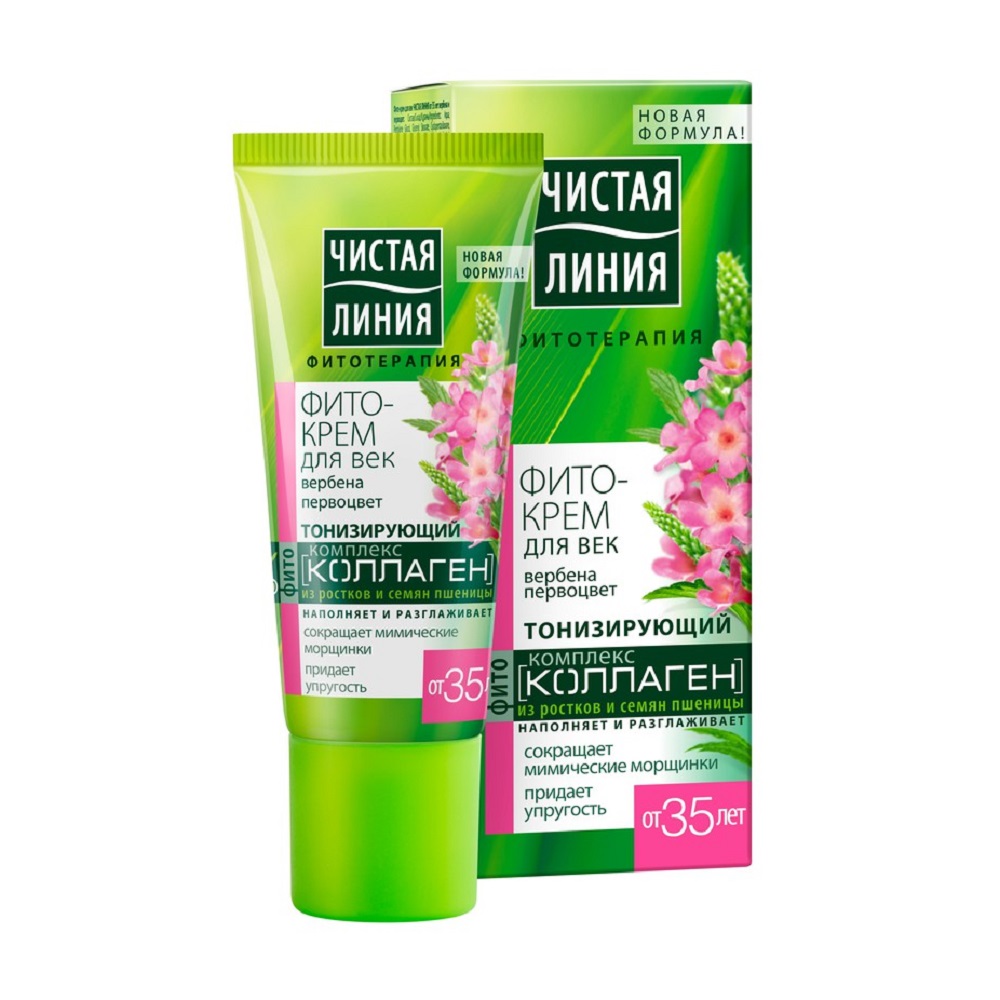 НОВАЯ
ФОРМУЛА!
ЧИСТАЯ
ЛИНИЯ
ФИТОТЕРАПИЯ
ФИТО-
КРЕМ
ДЛЯ ВЕК
вербена
первоцвет
ТОНИЗИРУЮЩИЙ
фито
комплекс
[КОЛЛАГЕН]
из ростков и семян пшеницы
НАПОЛНЯЕТ И РАЗГЛАЖИВАЕТ
сокращает мимические
морщинки
придает
упругость
от 35 л
НОВАЯ
ФОРМУЛА!
ЧИСТАЯ
ЛИНИЯ
ФИТОТЕРАПИЯ
ФИТО-
КРЕМ
ДЛЯ ВЕК
вербена
первоцвет
ТОНИЗИРУЮЩИЙ
фито
комплекс
[КОЛЛАГЕН]
из ростков и семян пшеницы
НАПОЛНЯЕТ И РАЗГЛАЖИВАЕТ
сокращает
мимические морщинки
придает
упругость
от 35 лет